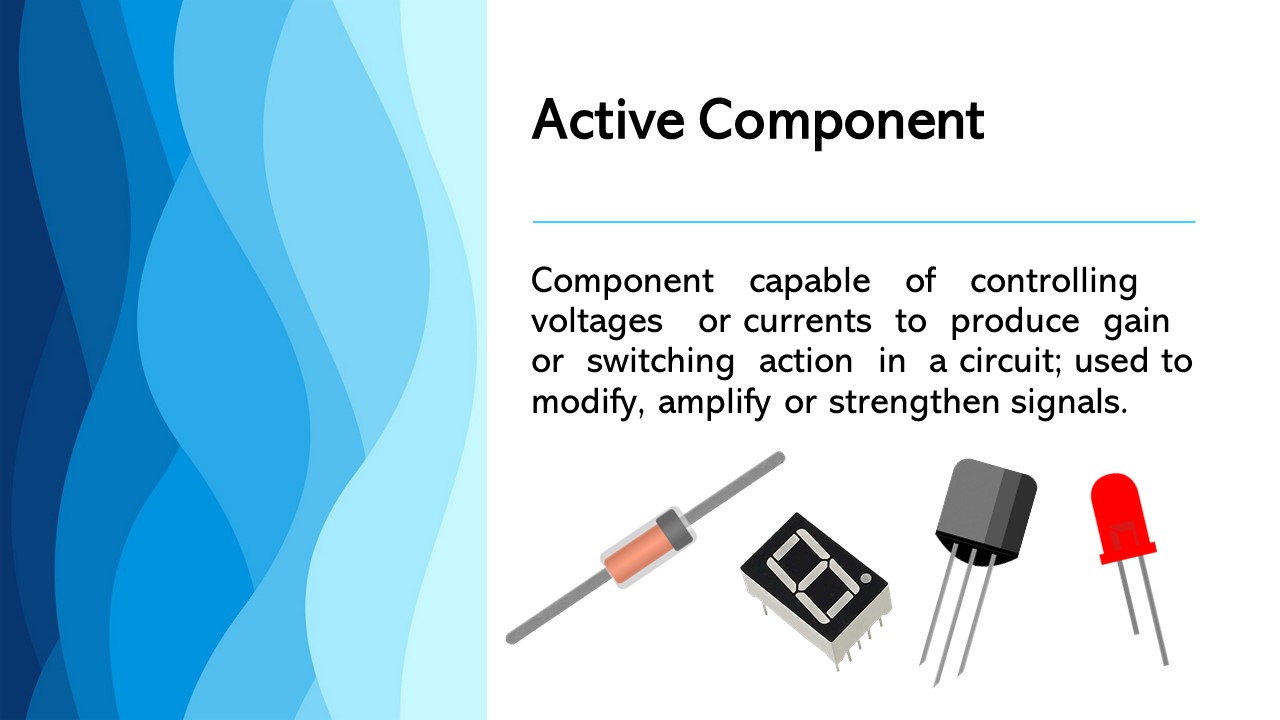 Active Component
Component capable of controlling
voltages or currents to produce gain
or switching action in a circuit; used to
modify, amplify or strengthen signals.